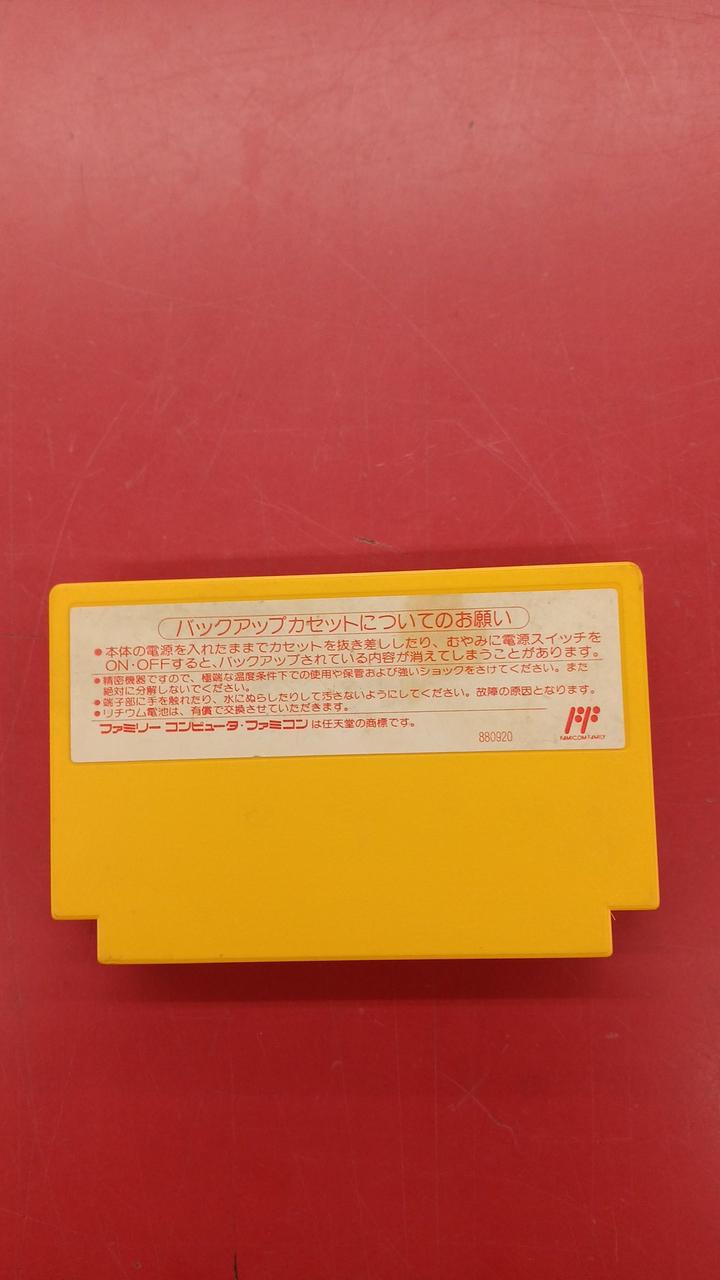 バックアップカセットについてのお願い
●本体の電源を入れたままでカセットを抜き差ししたり、むやみに電源スイッチを
ON・OFFすると、バックアップされている内容が消えてしまうことがあります。
●精密機器ですので、極端な温度条件下での使用や保管および強いショックをさけてください。また
絶対に分解しないでください。
●端子部に手を触れたり、水にぬらしたりして汚さないようにしてください。故障の原因となります。
●リチウム電池は、有償で交換させていただきます。
ファミリーコンピュータ・ファミコンは任天堂の商標です。
880920
FAMICOM FAMILY